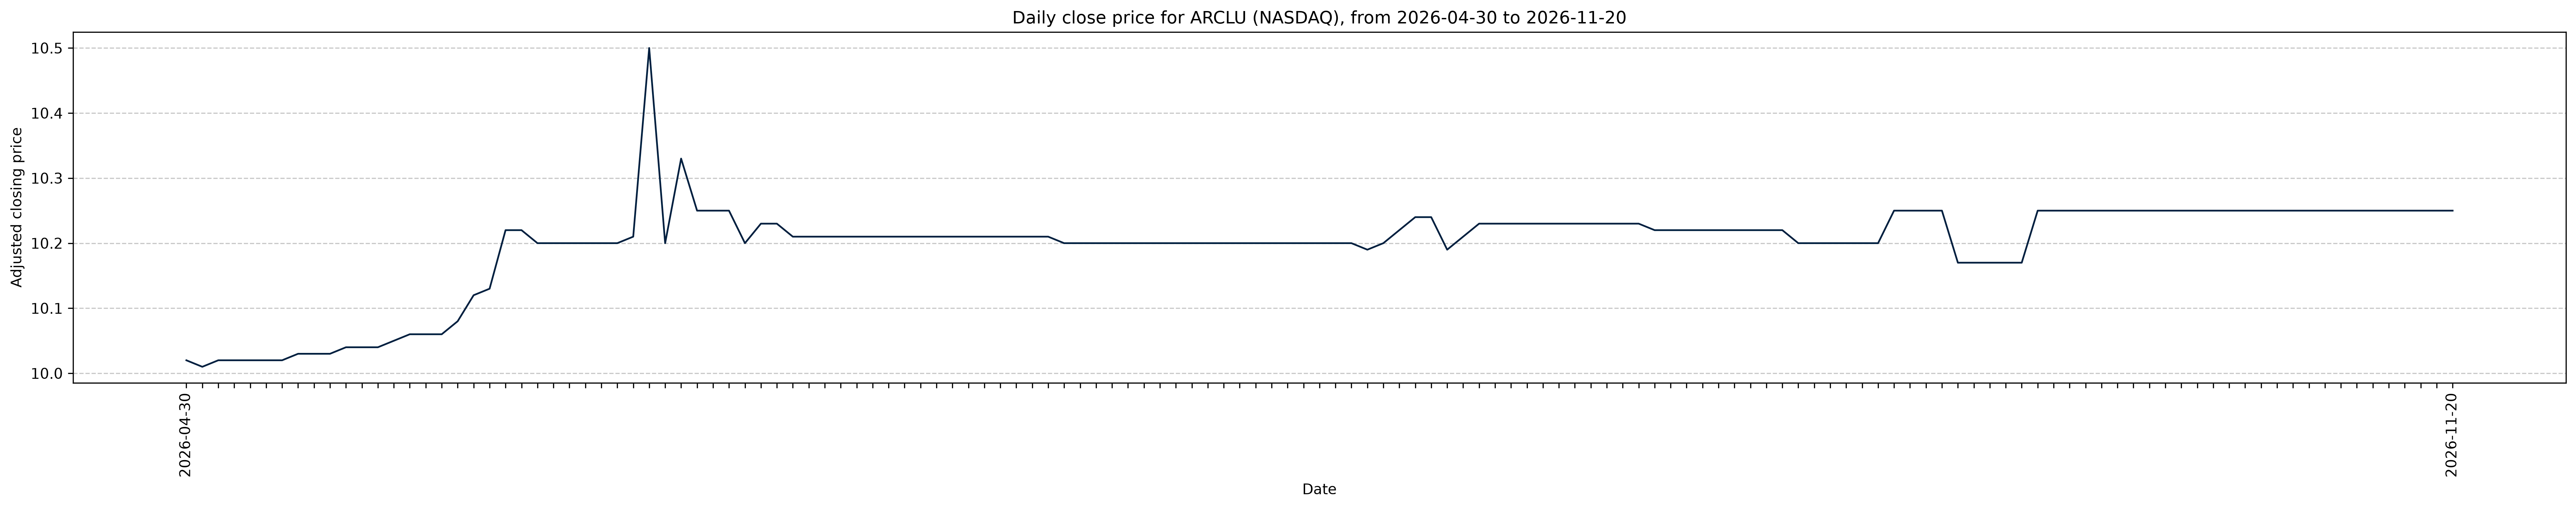 Daily close price for ARCLU (NASDAQ), from 2026-04-30 to 2026-11-20
Adjusted closing price
10.5
10.4
10.3
10.2
10.1
10.0
2026-04-30
2026-11-20
Date